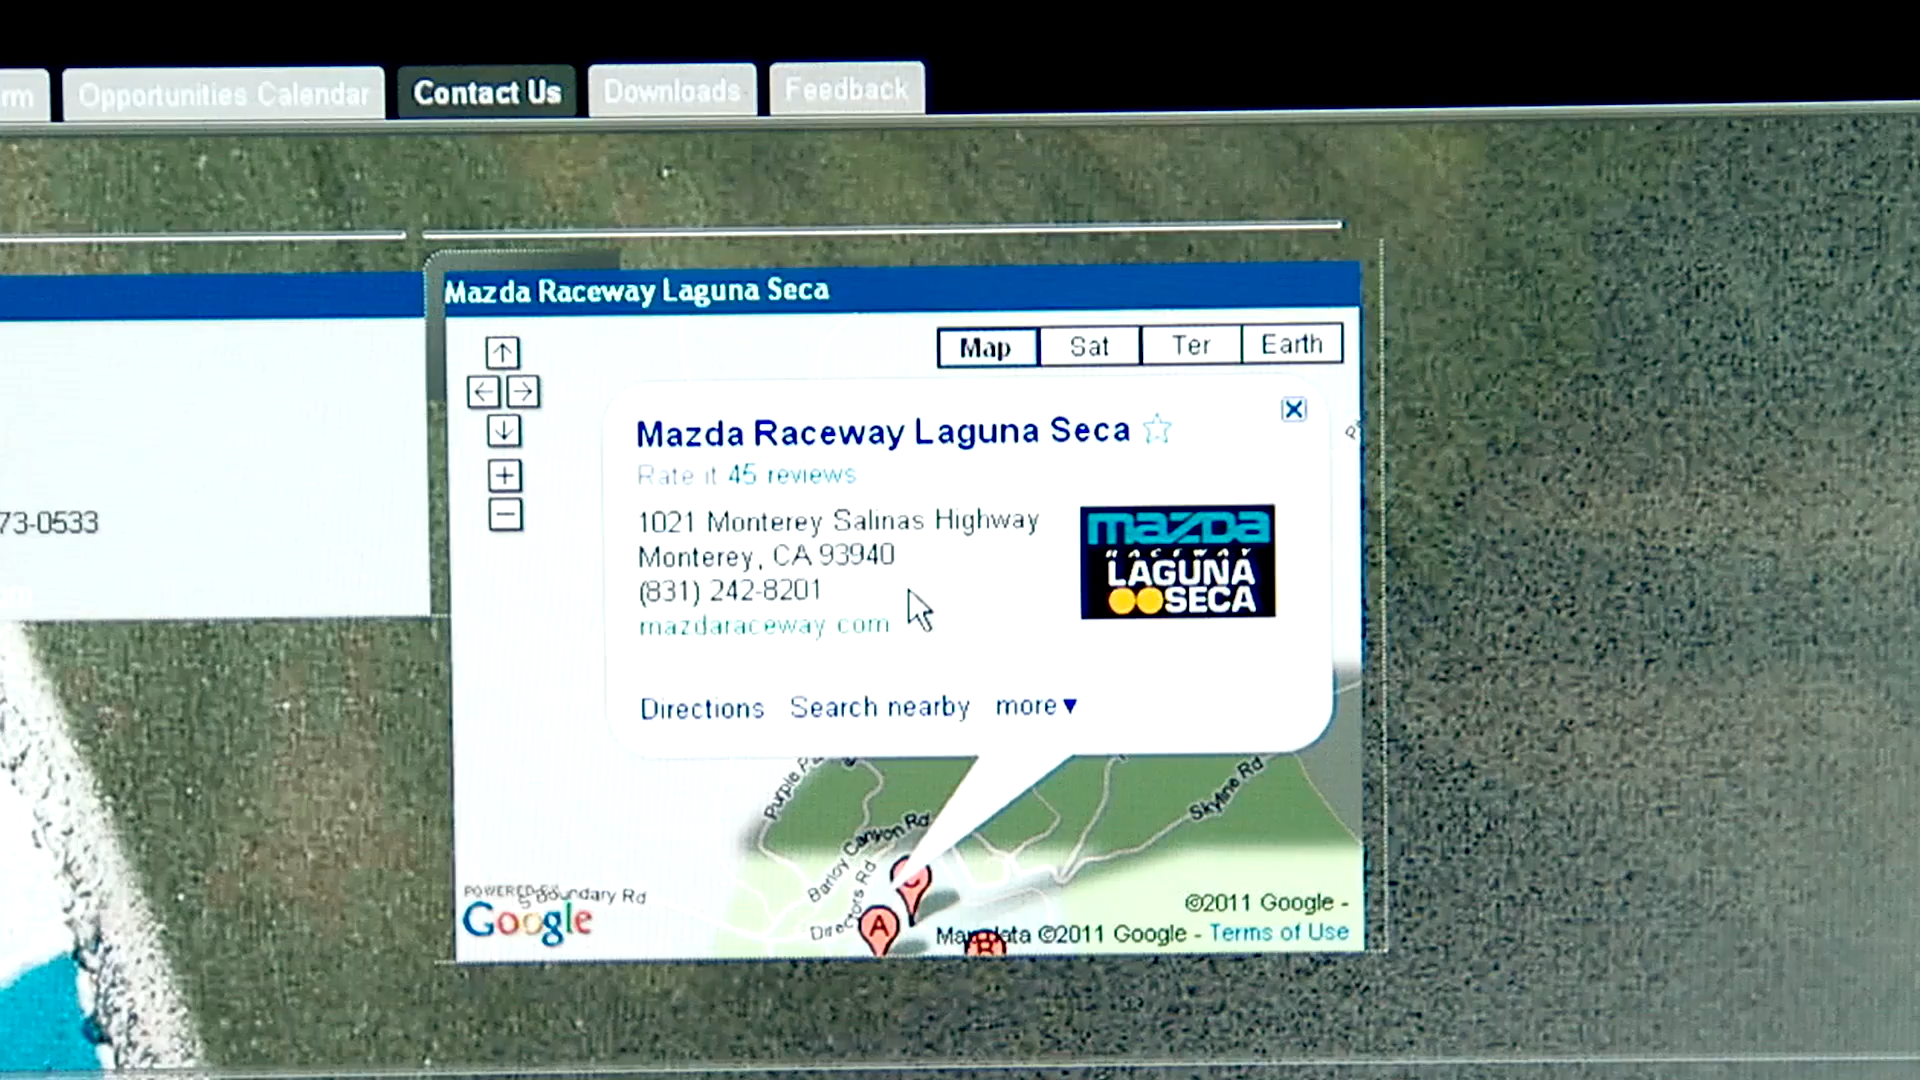 rm Opportunities Calendar Contact Us Downloads Feedback
Mazda Raceway Laguna Seca
Map Sat Ter Earth
Mazda Raceway Laguna Seca
Rate it 45 reviews
73-0533
1021 Monterey Salinas Highway
Monterey, CA 93940
(831) 242-8201
mazdaraceway.com
mazda
RACEWAY
LAGUNA
SECA
Directions Search nearby more
Purple
Skyline Rd
Barloy Canyon Rd
Directors Rd
C
POWERED BY
Boundary Rd
Google
A
B
©2011 Google -
Map data ©2011 Google - Terms of Use